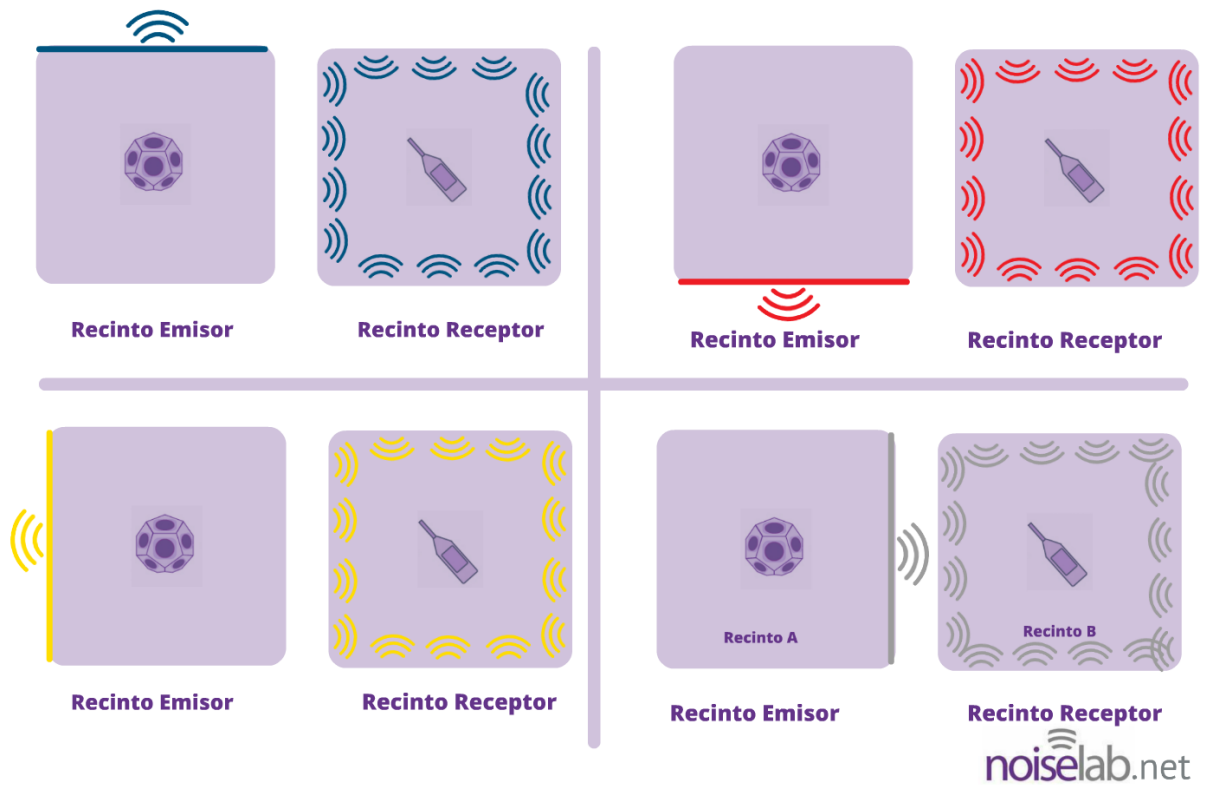 Recinto Emisor
Recinto Receptor
Recinto Emisor
Recinto Receptor
Recinto A
Recinto B
Recinto Emisor
Recinto Receptor
Recinto Emisor
Recinto Receptor
noiselab.net